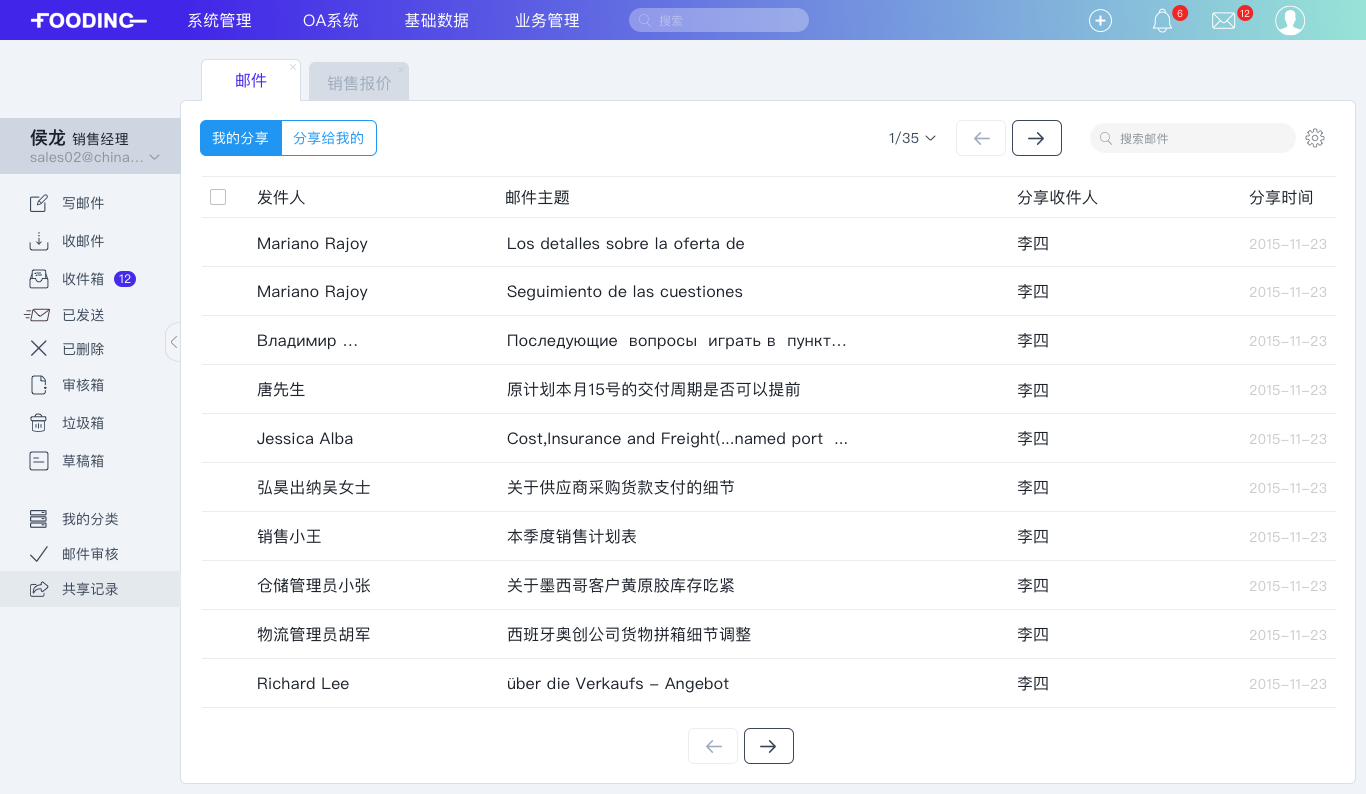 FOODINC 系统管理 OA系统 基础数据 业务管理 搜索 6 12
邮件 销售报价
侯龙 销售经理
sales02@china...
写邮件
收邮件
收件箱 12
已发送
已删除
审核箱
垃圾箱
草稿箱
我的分类
邮件审核
共享记录
我的分享 分享给我的 1/35 搜索邮件
发件人 邮件主题 分享收件人 分享时间
Mariano Rajoy Los detalles sobre la oferta de 李四 2015-11-23
Mariano Rajoy Seguimiento de las cuestiones 李四 2015-11-23
Владимир ... Последующие вопросы играть в пункт... 李四 2015-11-23
唐先生 原计划本月15号的交付周期是否可以提前 李四 2015-11-23
Jessica Alba Cost,Insurance and Freight(...named port ... 李四 2015-11-23
弘昊出纳吴女士 关于供应商采购货款支付的细节 李四 2015-11-23
销售小王 本季度销售计划表 李四 2015-11-23
仓储管理员小张 关于墨西哥客户黄原胶库存吃紧 李四 2015-11-23
物流管理员胡军 西班牙奥创公司货物拼箱细节调整 李四 2015-11-23
Richard Lee über die Verkaufs - Angebot 李四 2015-11-23